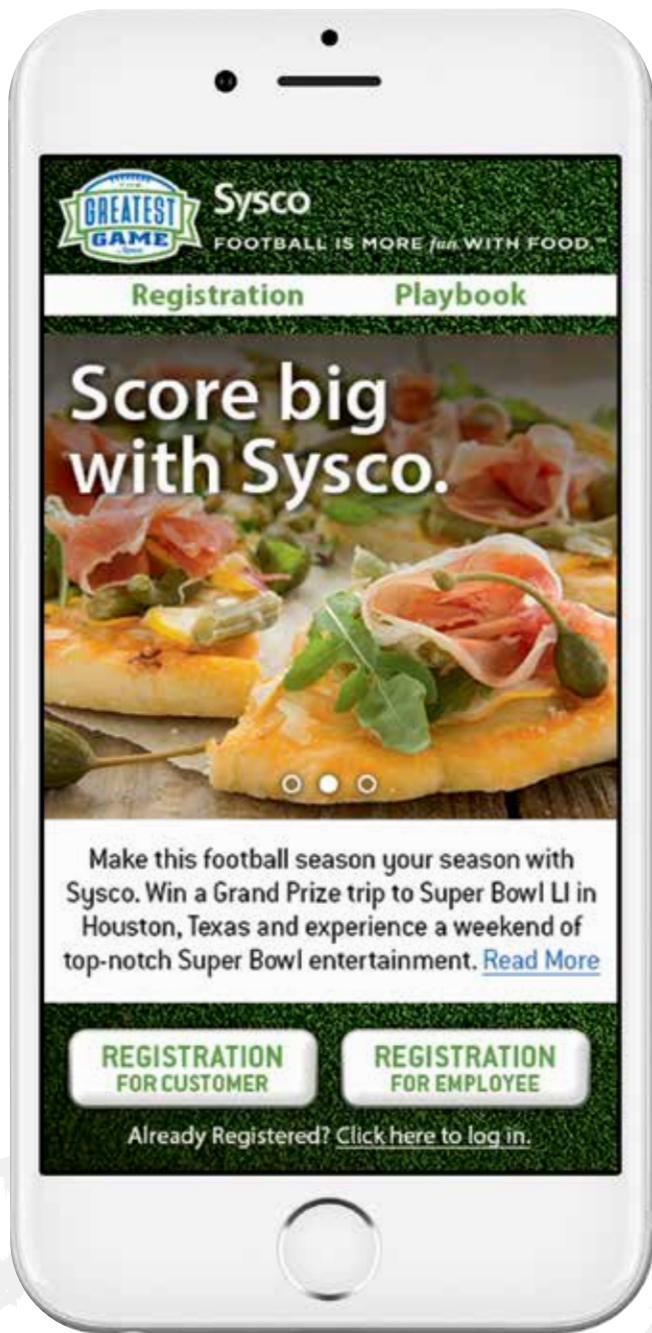 THE
GREATEST
GAME
Sysco
FOOTBALL IS MORE fun WITH FOOD.™
Registration Playbook
Score big
with Sysco.
Make this football season your season with
Sysco. Win a Grand Prize trip to Super Bowl LI in
Houston, Texas and experience a weekend of
top-notch Super Bowl entertainment. Read More
REGISTRATION
FOR CUSTOMER
REGISTRATION
FOR EMPLOYEE
Already Registered? Click here to log in.